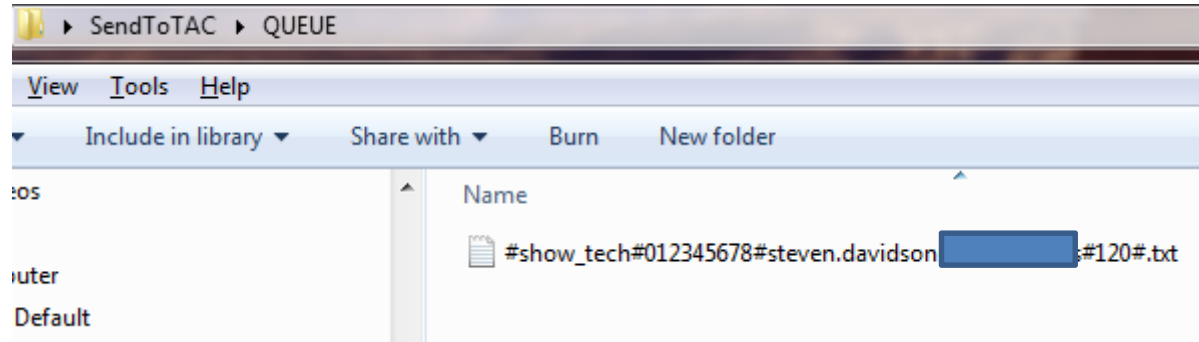 SendToTAC QUEUE
View Tools Help
Include in library Share with Burn New folder
eos
Name
#show_tech#012345678#steven.davidson s#120#.txt
outer
Default